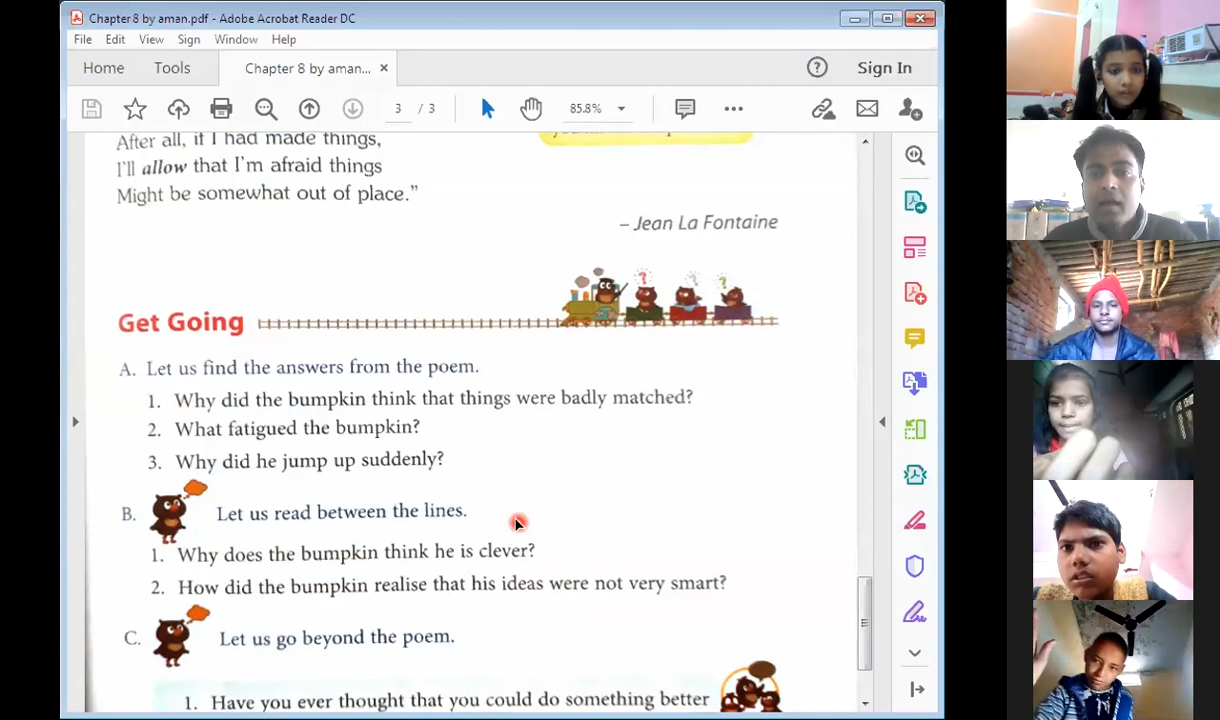 Chapter 8 by aman.pdf - Adobe Acrobat Reader DC
File Edit View Sign Window Help
Home Tools Chapter 8 by aman... × Sign In
3 / 3 85.8%
After all, if I had made things,
I'll allow that I'm afraid things
Might be somewhat out of place."
– Jean La Fontaine
Get Going
A. Let us find the answers from the poem.
1. Why did the bumpkin think that things were badly matched?
2. What fatigued the bumpkin?
3. Why did he jump up suddenly?
B. Let us read between the lines.
1. Why does the bumpkin think he is clever?
2. How did the bumpkin realise that his ideas were not very smart?
C. Let us go beyond the poem.
1. Have you ever thought that you could do something better